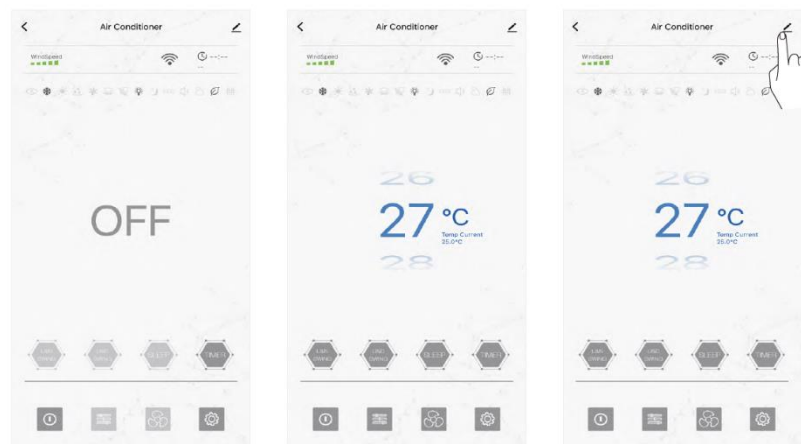 Air Conditioner
WindSpeed
--:--
--
OFF
SLEEP
TIMER
Air Conditioner
WindSpeed
--:--
--
26
27 °C
Temp Current
25.0°C
28
SLEEP
TIMER
Air Conditioner
WindSpeed
--:--
26
27 °C
Temp Current
25.0°C
28
SLEEP
TIMER